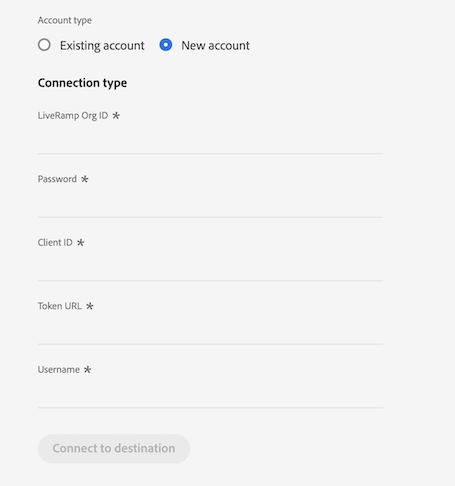 Account type
Existing account New account
Connection type
LiveRamp Org ID *
Password *
Client ID *
Token URL *
Username *
Connect to destination